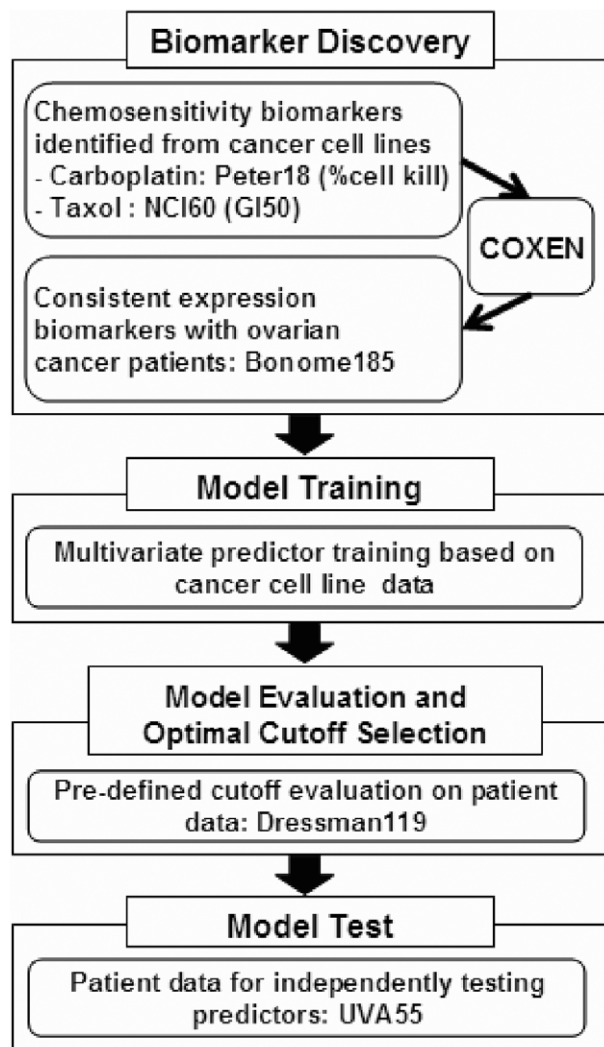 Biomarker Discovery
Chemosensitivity biomarkers
identified from cancer cell lines
- Carboplatin: Peter18 (%cell kill)
- Taxol : NCI60 (GI50)
COXEN
Consistent expression
biomarkers with ovarian
cancer patients: Bonome185
Model Training
Multivariate predictor training based on
cancer cell line data
Model Evaluation and
Optimal Cutoff Selection
Pre-defined cutoff evaluation on patient
data: Dressman119
Model Test
Patient data for independently testing
predictors: UVA55